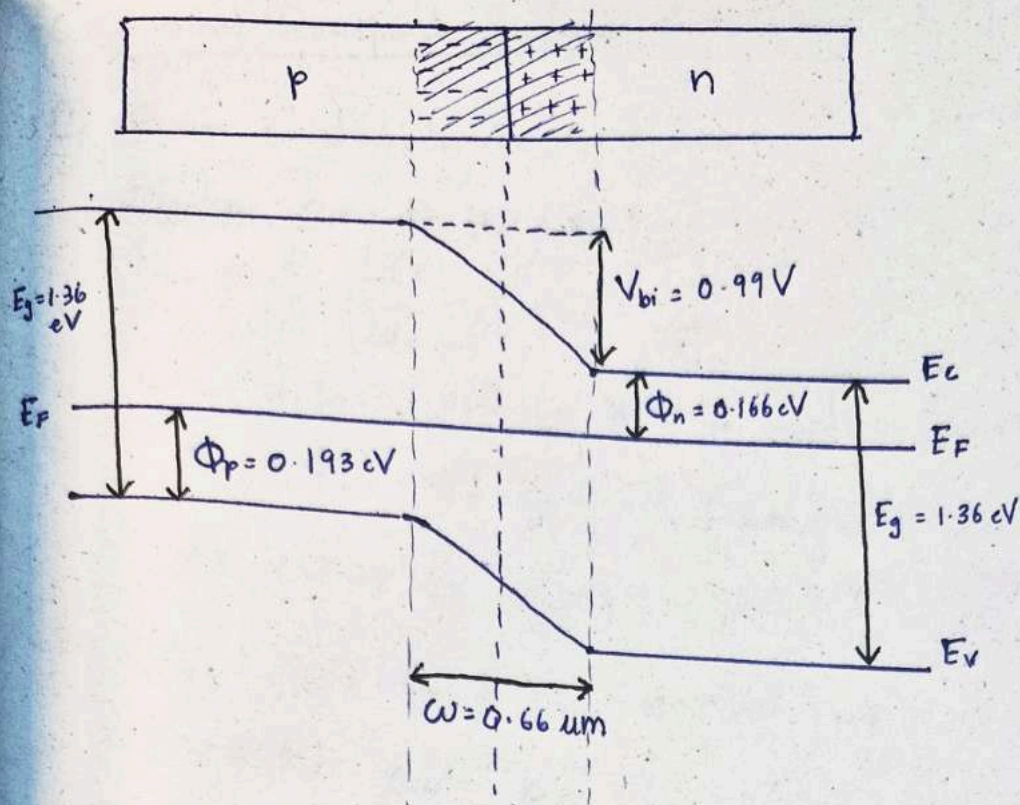 p
n
- - - - - - - -
+ + + + + + + + +
Eg = 1.36
eV
Vbi = 0.99 V
Ec
EF
Φn = 0.166 eV
Φp = 0.193 eV
EF
Eg = 1.36 eV
Ev
ω = 0.66 um